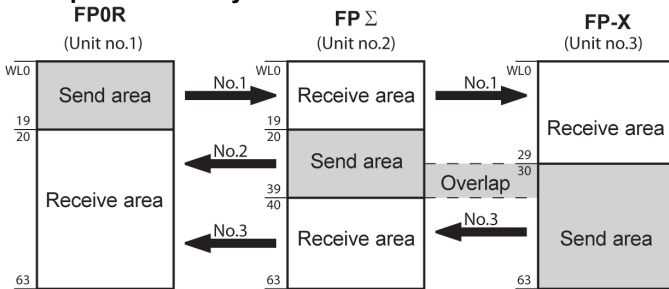 FP0R
(Unit no.1)
WL0
Send area
19
20
Receive area
63
No.1
No.2
No.3
FPΣ
(Unit no.2)
WL0
Receive area
19
20
Send area
39
40
Receive area
63
No.1
Overlap
No.3
FP-X
(Unit no.3)
WL0
Receive area
29
30
Send area
63